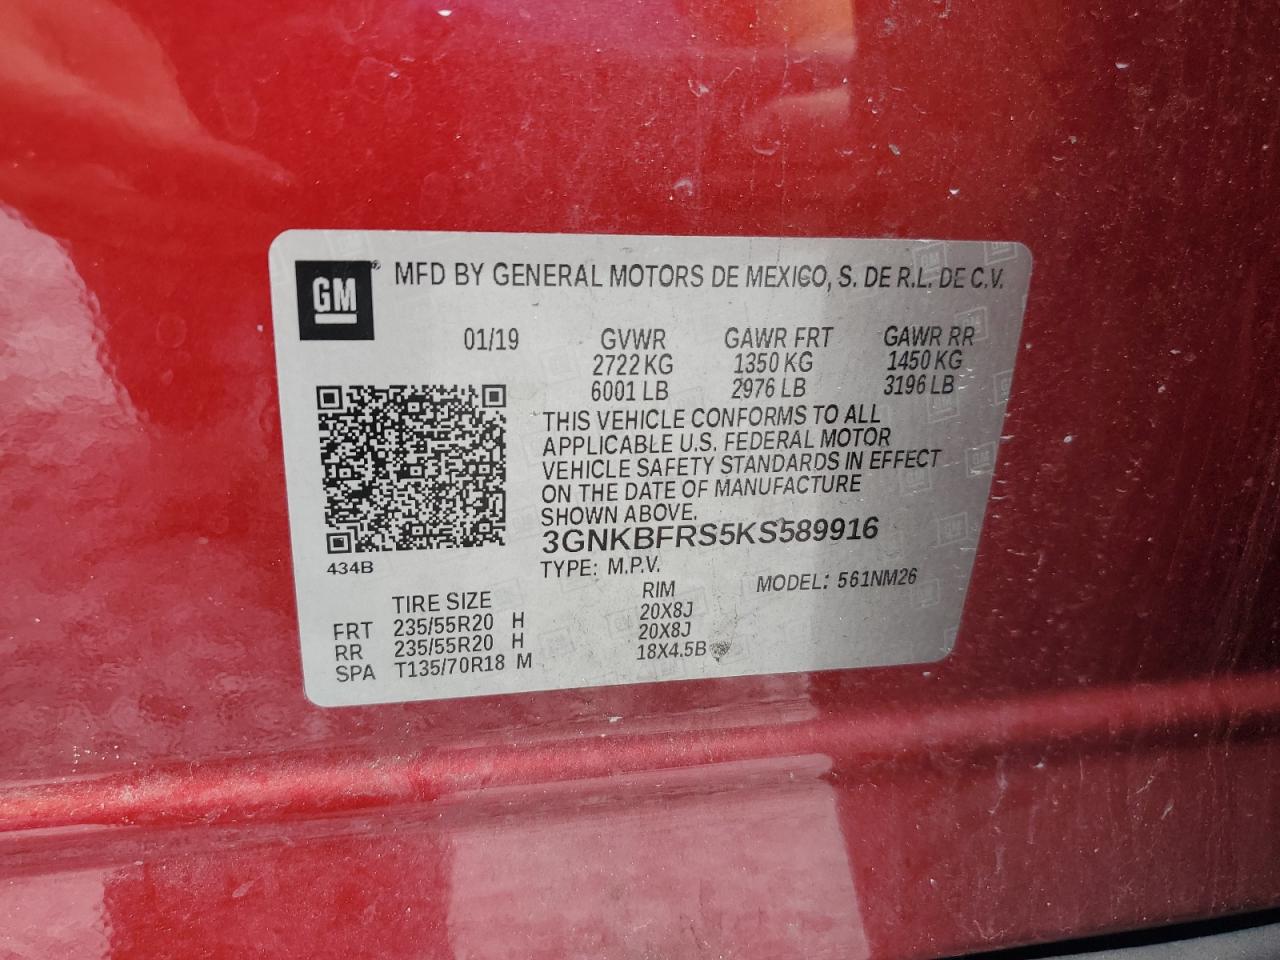 GM ® MFD BY GENERAL MOTORS DE MEXICO, S. DE R.L. DE C.V.
01/19 GVWR GAWR FRT GAWR RR
2722 KG 1350 KG 1450 KG
6001 LB 2976 LB 3196 LB
THIS VEHICLE CONFORMS TO ALL
APPLICABLE U.S. FEDERAL MOTOR
VEHICLE SAFETY STANDARDS IN EFFECT
ON THE DATE OF MANUFACTURE
SHOWN ABOVE.
3GNKBFRS5KS589916
434B
TYPE: M.P.V. MODEL: 561NM26
TIRE SIZE RIM
FRT 235/55R20 H 20X8J
RR 235/55R20 H 20X8J
SPA T135/70R18 M 18X4.5B